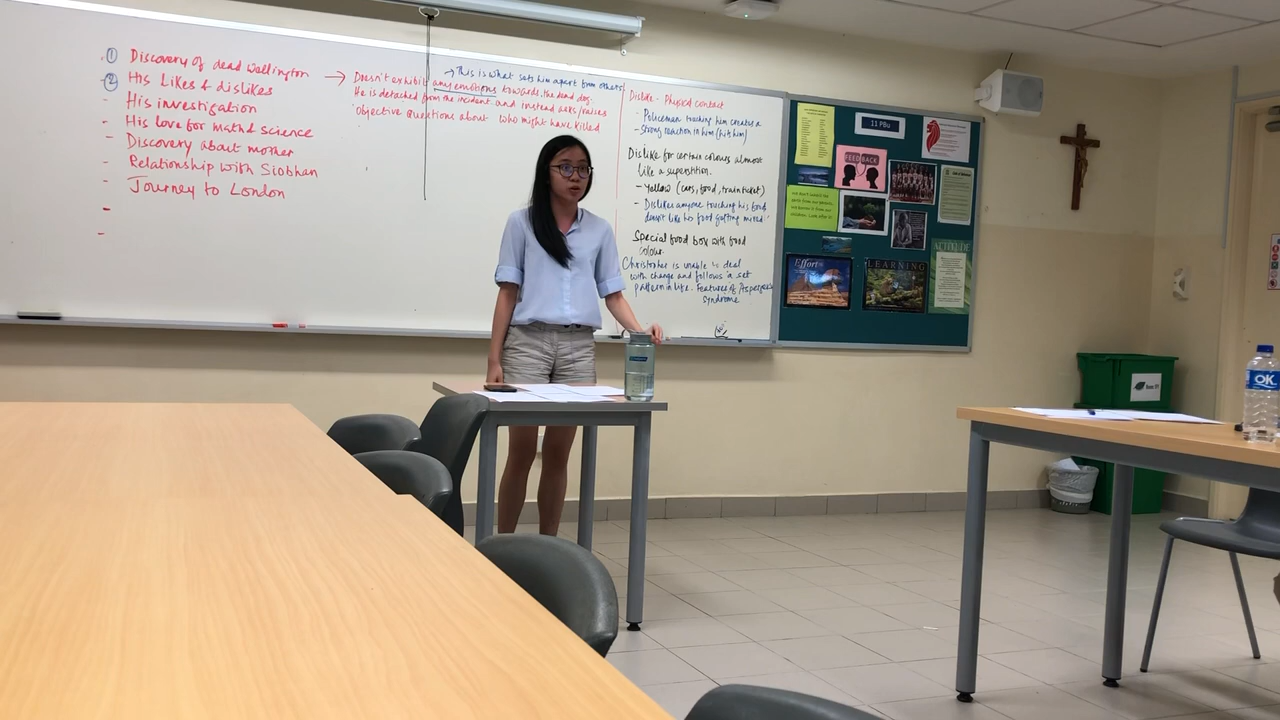 ① Discovery of dead Wellington
② His Likes & dislikes
- His investigation
- His love for math & science
- Discovery about mother
- Relationship with Siobhan
- Journey to London
-
-
→ This is what sets him apart from others
→ Doesn't exhibit any emotions towards the dead dog.
He is detached from the incident and instead asks/raises
objective questions about who might have killed
Dislike - Physical contact
- Policeman touching him creates a
- strong reaction in him (hits him)
Dislike for certain colours almost
like a superstition.
- Yellow (cars, food, train ticket)
- Dislikes anyone touching his food
doesn't like his food getting mixed
Special food box with food
colour.
Christopher is unable to deal
with change and follows a set
pattern in life. Features of Asperger's
Syndrome.
11 PBu
FEEDBACK
ATTITUDE
Effort
LEARNING
OK